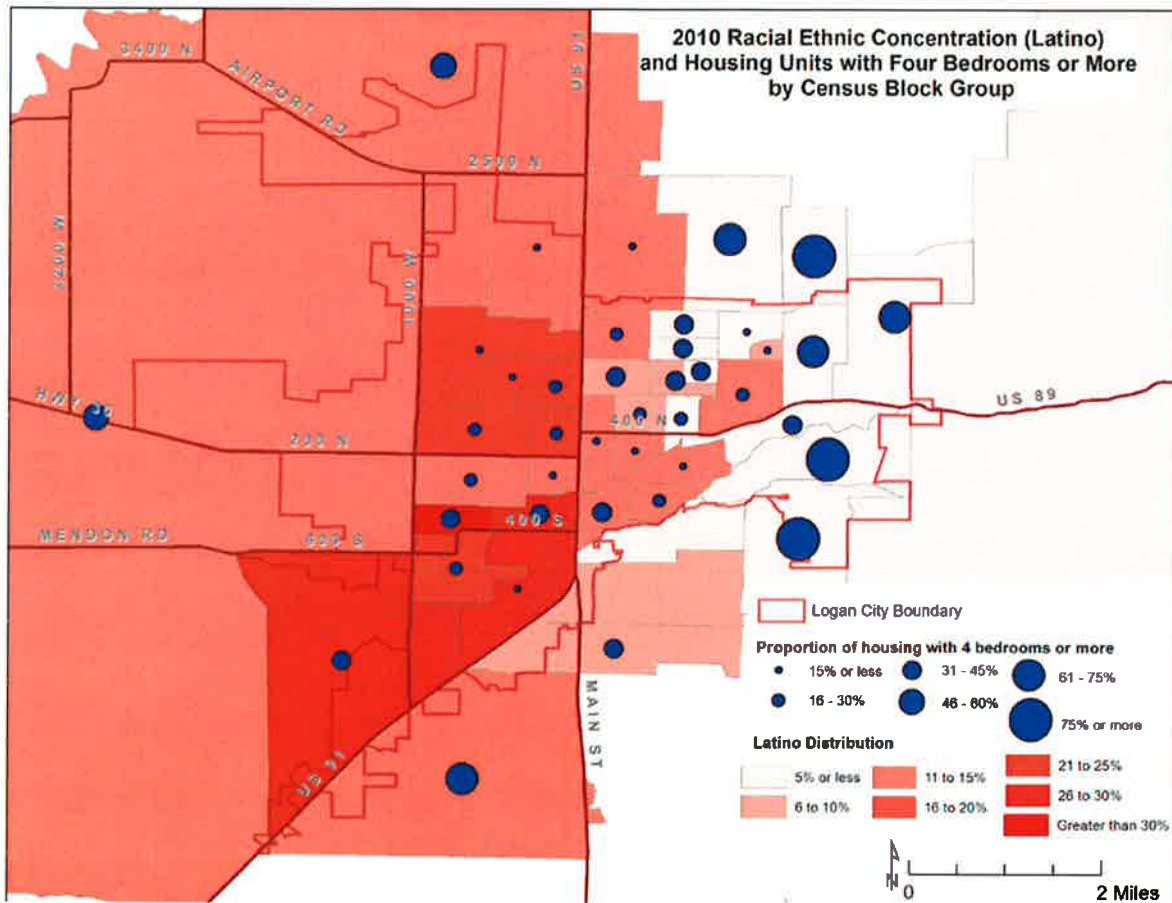 2010 Racial Ethnic Concentration (Latino)
and Housing Units with Four Bedrooms or More
by Census Block Group
3400 N
AIRPORT RD
US 91
2500 N
1000 W
HWY 30
200 N
400 N
US 89
MENDON RD
600 S
400 S
US 91
MAIN ST
Logan City Boundary
Proportion of housing with 4 bedrooms or more
15% or less
16 - 30%
31 - 45%
46 - 60%
61 - 75%
75% or more
Latino Distribution
5% or less
6 to 10%
11 to 15%
16 to 20%
21 to 25%
26 to 30%
Greater than 30%
N
0
2 Miles